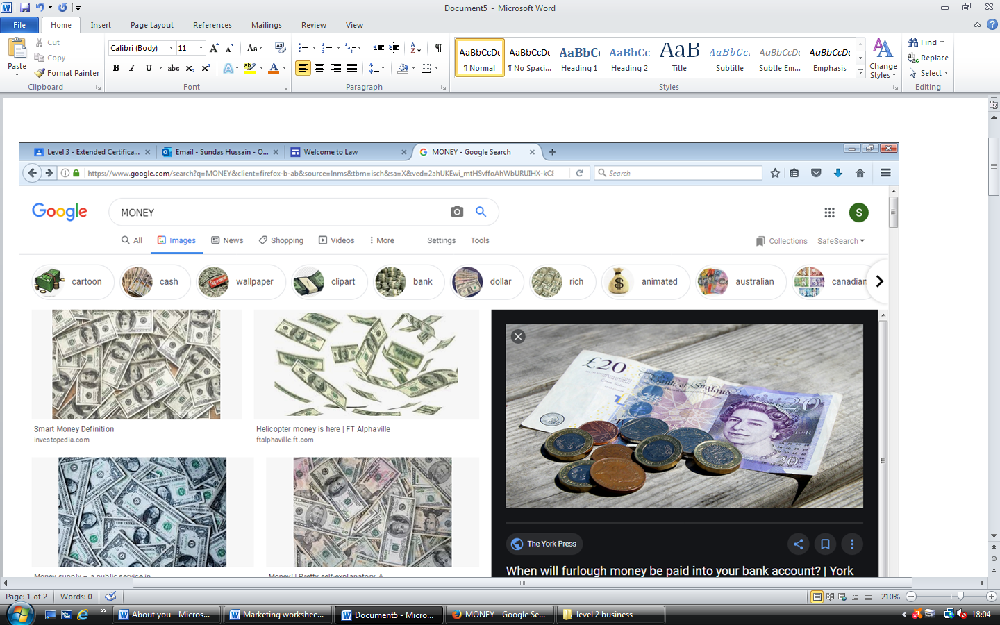 Document5 - Microsoft Word
File Home Insert Page Layout References Mailings Review View
Paste
Cut
Copy
Format Painter
Clipboard
Calibri (Body) 11
Font
Paragraph
AaBbCcDc AaBbCcDc AaBbCc AaBbCc AaB AaBbCc. AaBbCcDc AaBbCcDc
¶ Normal ¶ No Spaci... Heading 1 Heading 2 Title Subtitle Subtle Em... Emphasis
Change Styles
Styles
Find
Replace
Select
Editing
Level 3 - Extended Certifica... Email - Sundas Hussain - O... Welcome to Law MONEY - Google Search
https://www.google.com/search?q=MONEY&client=firefox-b-ab&source=lnms&tbm=isch&sa=X&ved=2ahUKEwi_mtHSvffoAhWbURUIHX-kC8
Search
Google
MONEY
S
All Images News Shopping Videos More Settings Tools
Collections SafeSearch
cartoon cash wallpaper clipart bank dollar rich animated australian canadian
Supreme
£20
Bank of England
20
Smart Money Definition
investopedia.com
Helicopter money is here | FT Alphaville
ftalphaville.ft.com
Money supply – a public service in
Money! | Pretty self-explanatory. A
The York Press
When will furlough money be paid into your bank account? | York
Page: 1 of 2 Words: 0
210%
About you - Micros... Marketing workshee... Document5 - Micro... MONEY - Google Se... level 2 business
18:04